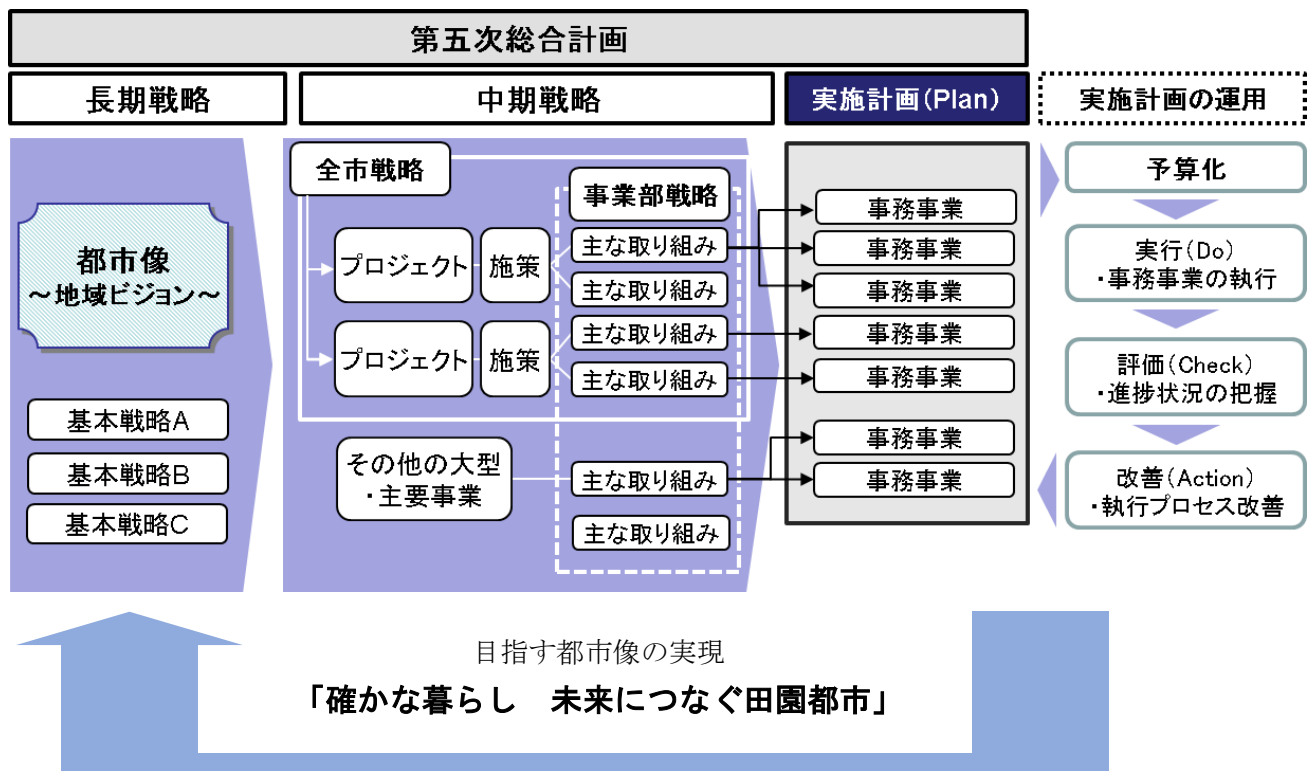 第五次総合計画
長期戦略
中期戦略
実施計画(Plan)
実施計画の運用
都市像
～地域ビジョン～
基本戦略A
基本戦略B
基本戦略C
全市戦略
事業部戦略
プロジェクト
施策
主な取り組み
主な取り組み
プロジェクト
施策
主な取り組み
主な取り組み
その他の大型
・主要事業
主な取り組み
主な取り組み
事務事業
事務事業
事務事業
事務事業
事務事業
事務事業
事務事業
予算化
実行(Do)
・事務事業の執行
評価(Check)
・進捗状況の把握
改善(Action)
・執行プロセス改善
目指す都市像の実現
「確かな暮らし　未来につなぐ田園都市」